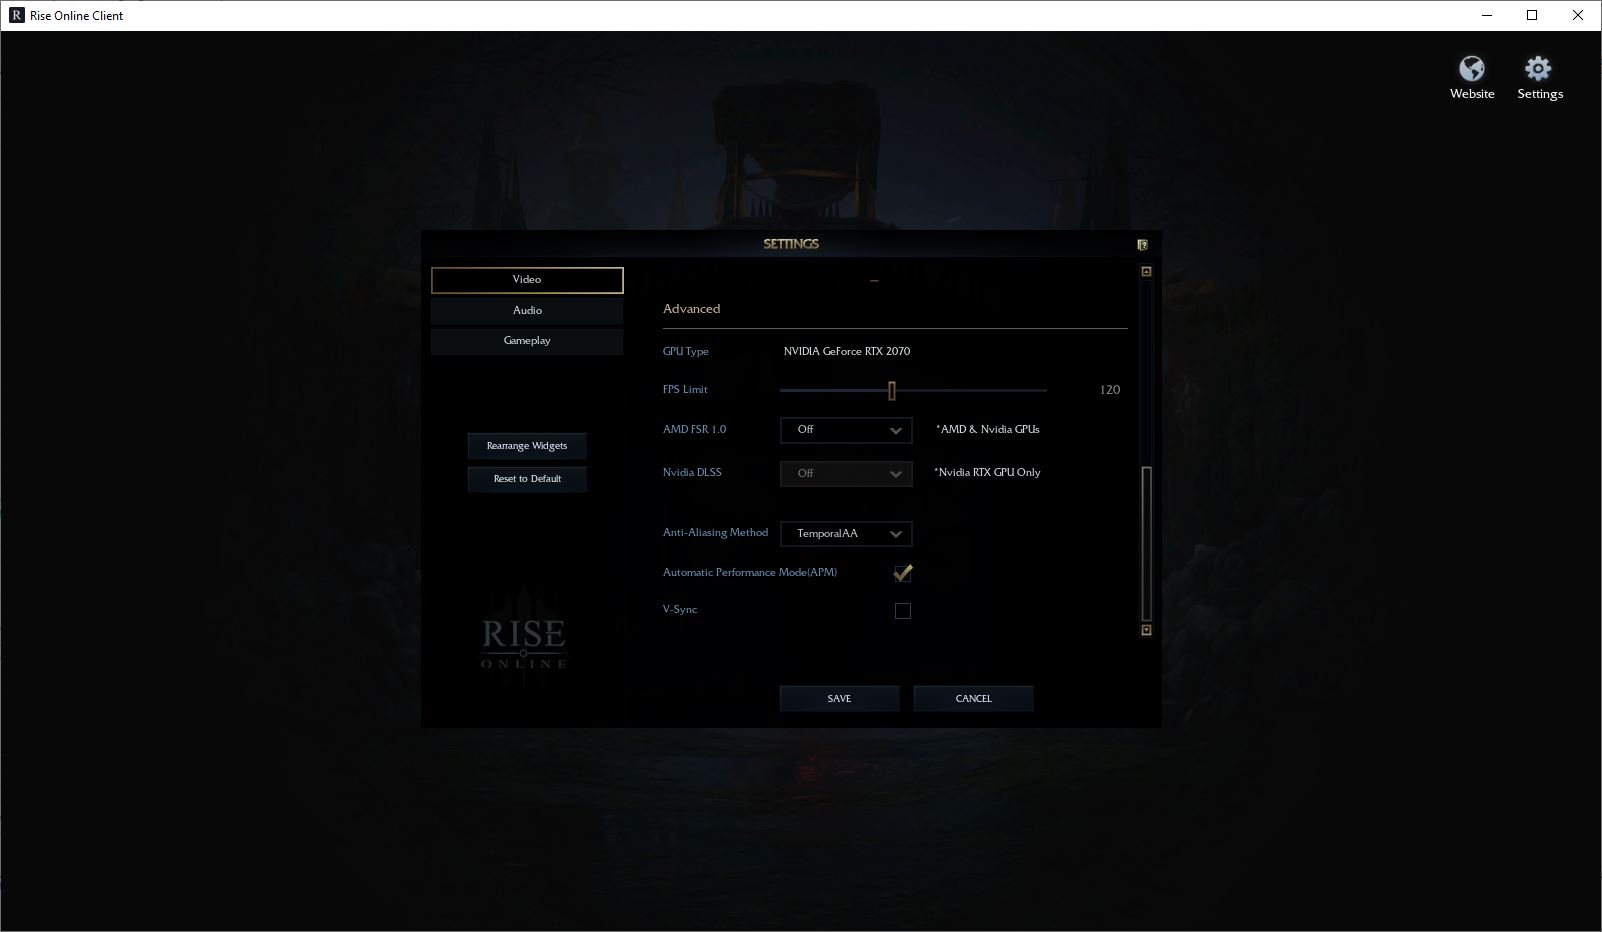 Rise Online Client
Website
Settings
SETTINGS
Video
Audio
Gameplay
Rearrange Widgets
Reset to Default
RISE
ONLINE
Advanced
GPU Type NVIDIA GeForce RTX 2070
FPS Limit 120
AMD FSR 1.0 Off *AMD & Nvidia GPUs
Nvidia DLSS Off *Nvidia RTX GPU Only
Anti-Aliasing Method TemporalAA
Automatic Performance Mode(APM)
V-Sync
SAVE CANCEL